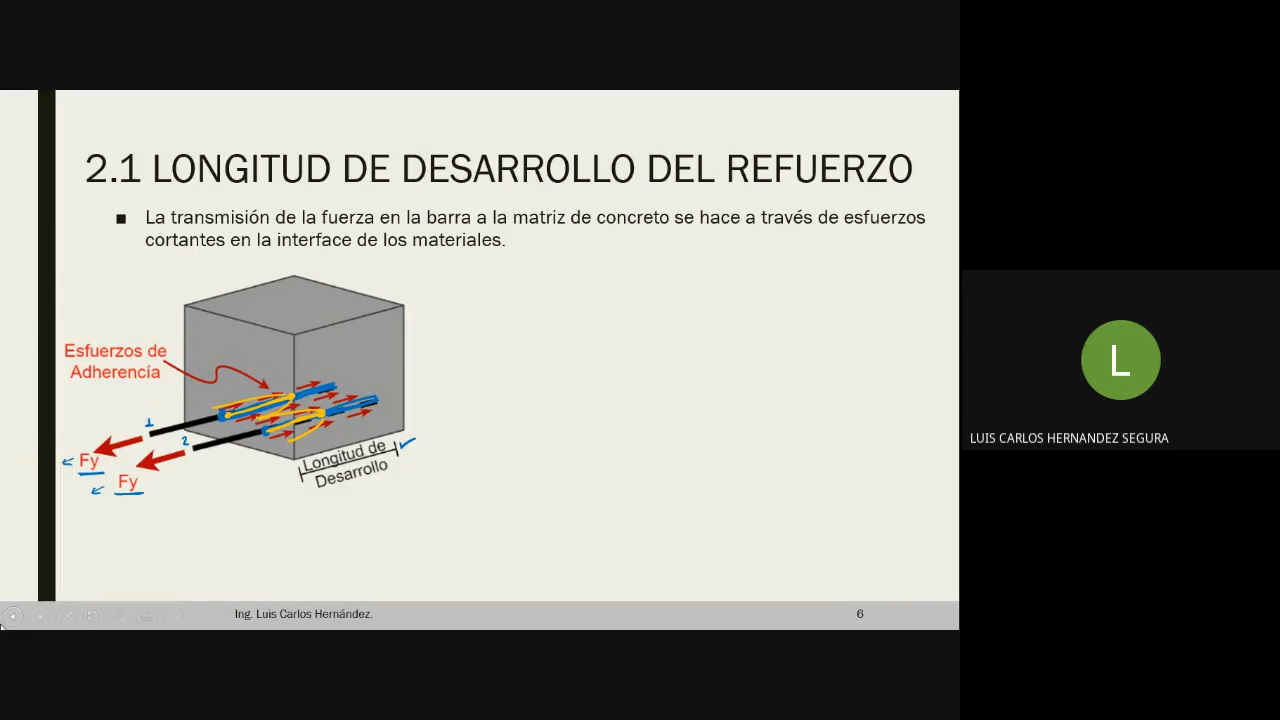 2.1 LONGITUD DE DESARROLLO DEL REFUERZO
■ La transmisión de la fuerza en la barra a la matriz de concreto se hace a través de esfuerzos
cortantes en la interface de los materiales.
Esfuerzos de
Adherencia
1
2
Fy
Fy
Longitud de
Desarrollo
L
LUIS CARLOS HERNANDEZ SEGURA
Ing. Luis Carlos Hernández.
6